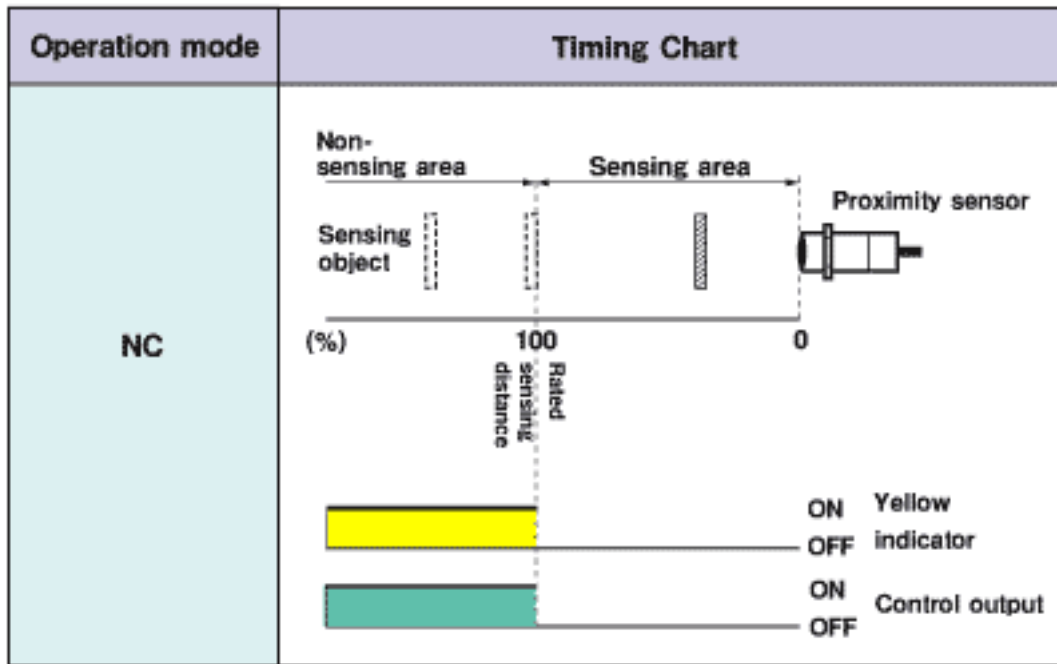 Operation mode
Timing Chart
NC
Non-
sensing area
Sensing area
Proximity sensor
Sensing
object
(%)
100
0
Rated
sensing
distance
ON
OFF
Yellow
indicator
ON
OFF
Control output